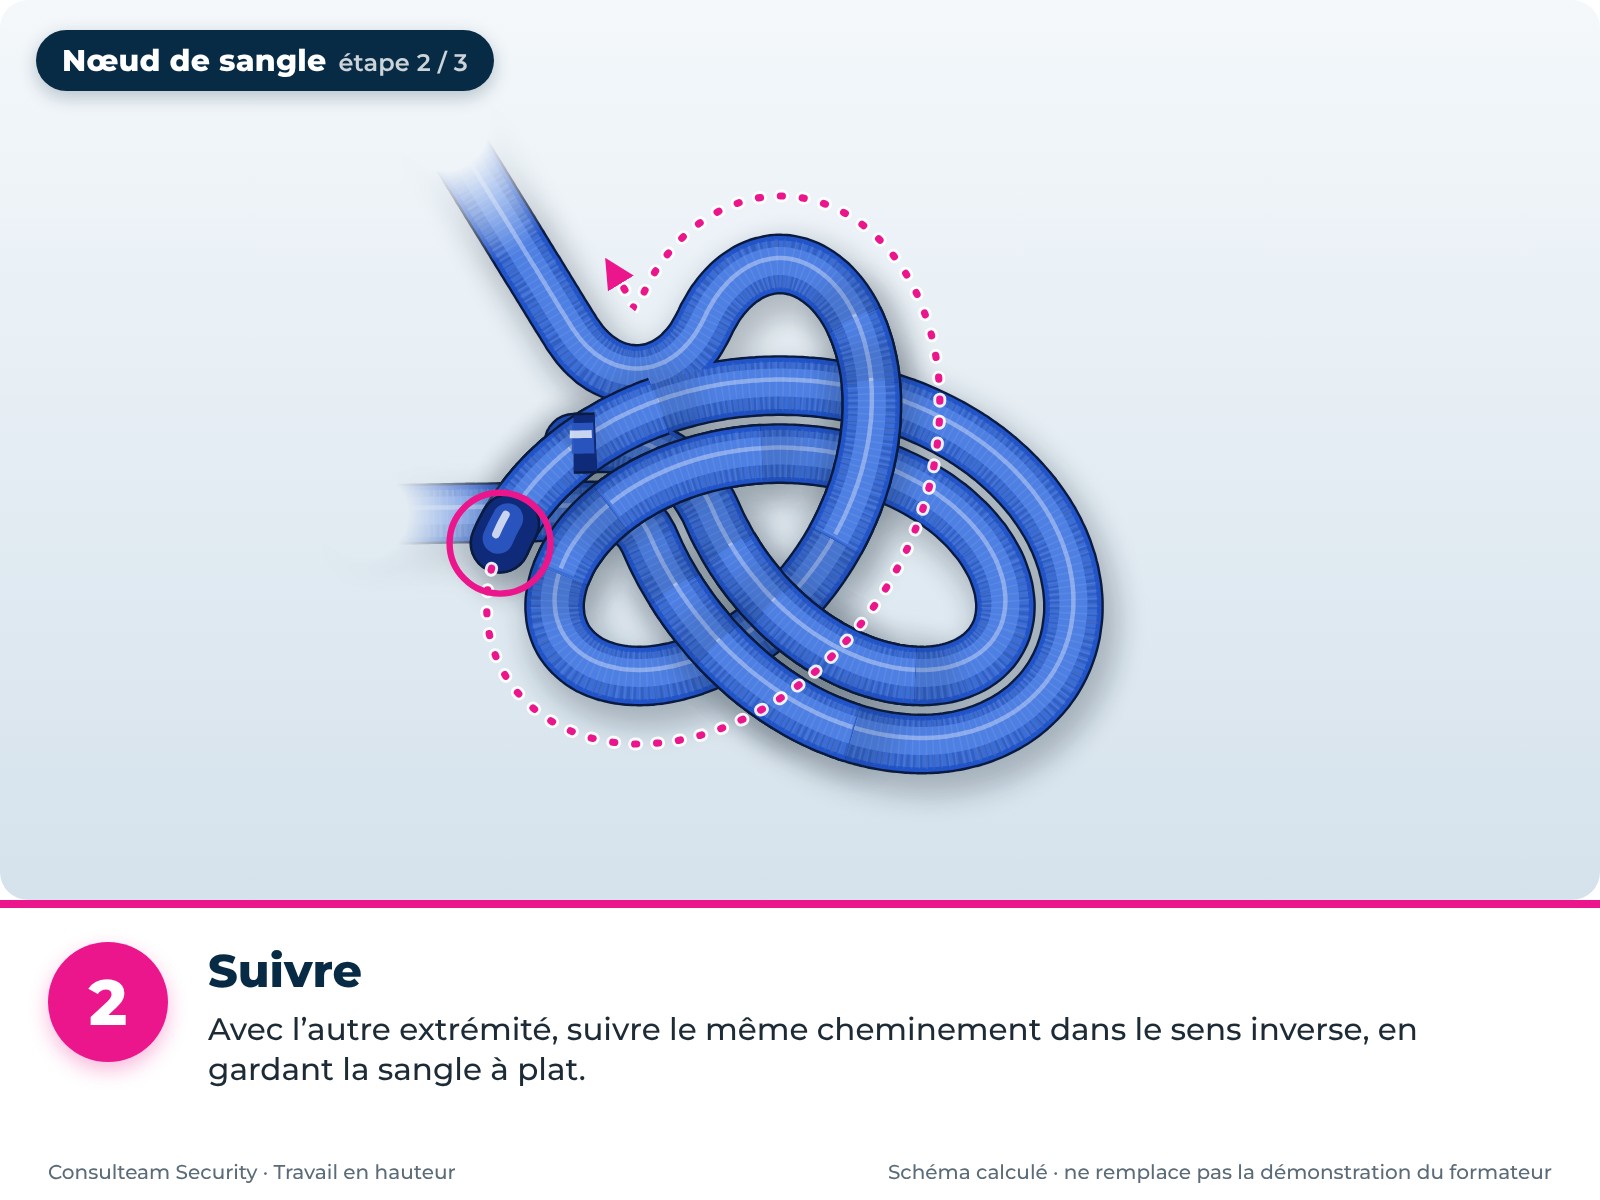 Nœud de sangle étape 2 / 3
2
Suivre
Avec l’autre extrémité, suivre le même cheminement dans le sens inverse, en
gardant la sangle à plat.
Consulteam Security · Travail en hauteur
Schéma calculé · ne remplace pas la démonstration du formateur